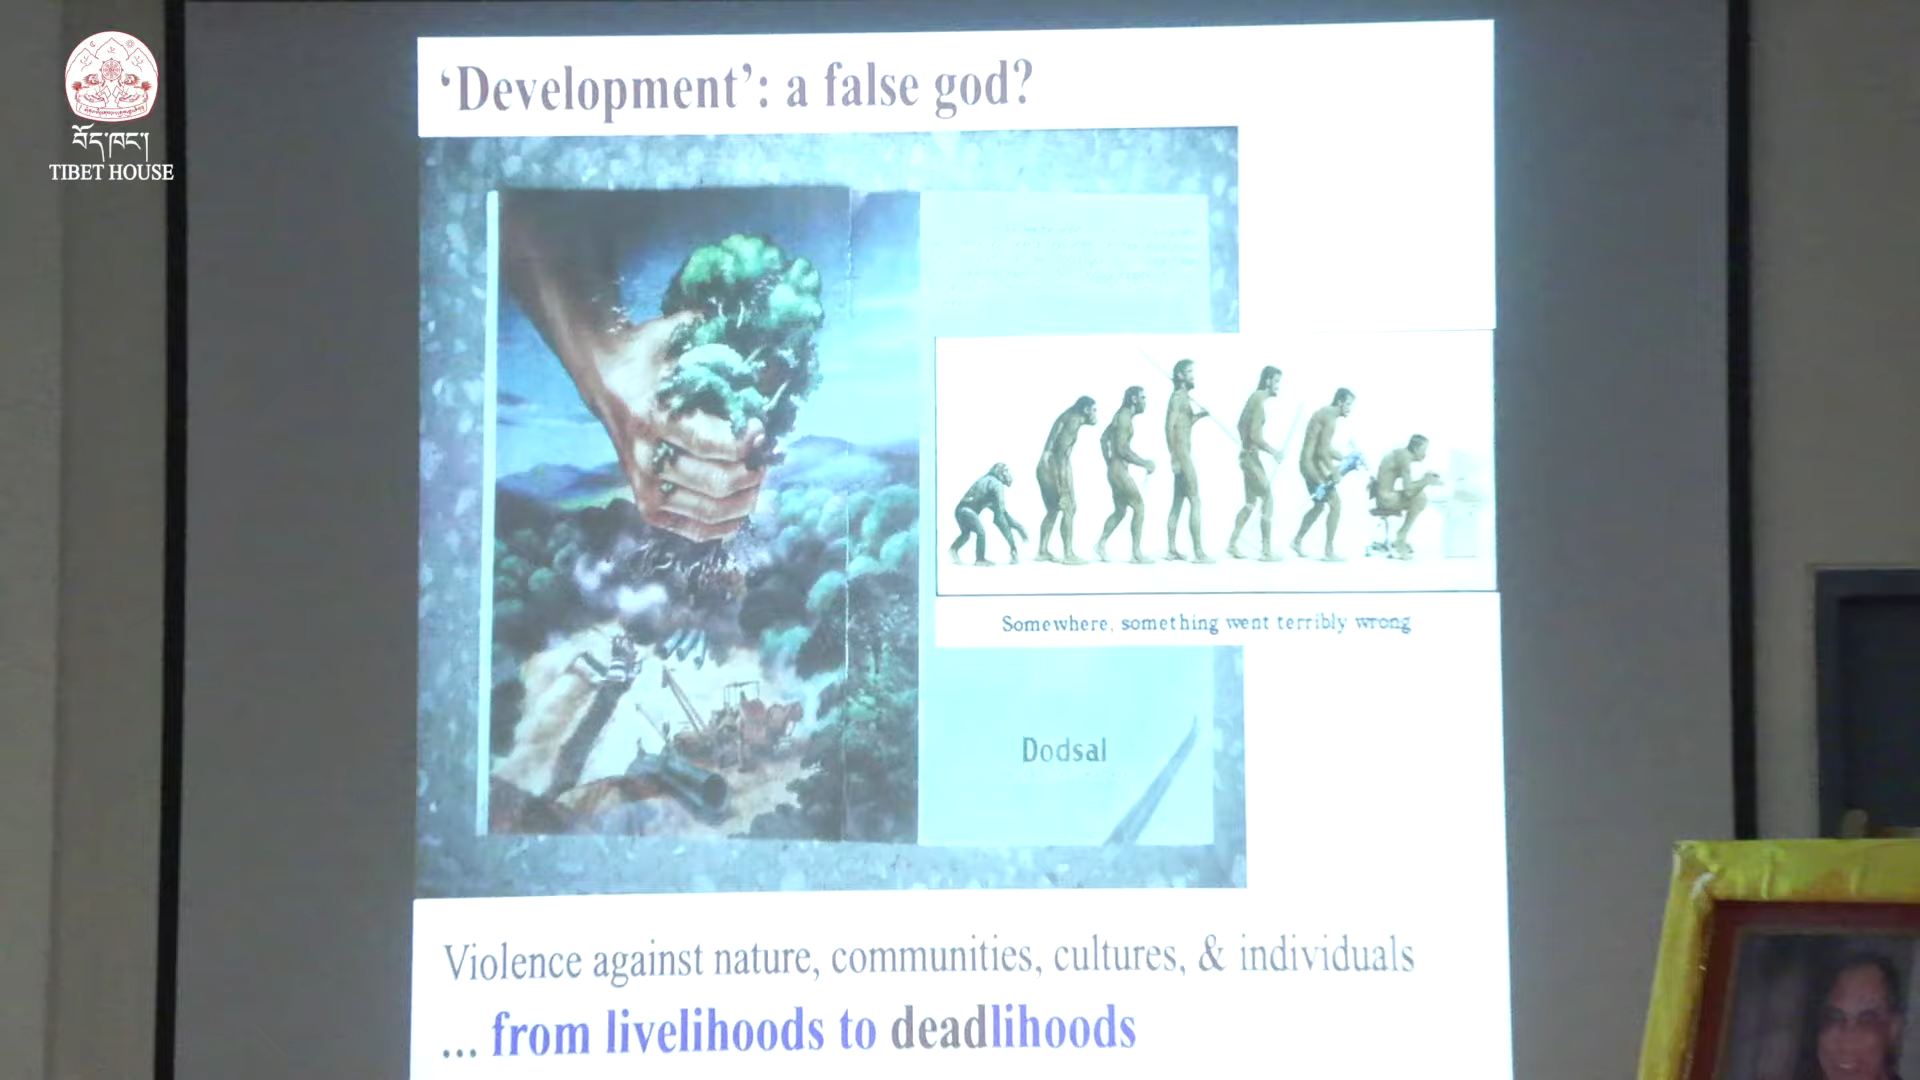 བོད་ཁང་།
TIBET HOUSE
‘Development’: a false god?
Somewhere, something went terribly wrong
Dodsal
Violence against nature, communities, cultures, & individuals
... from livelihoods to deadlihoods